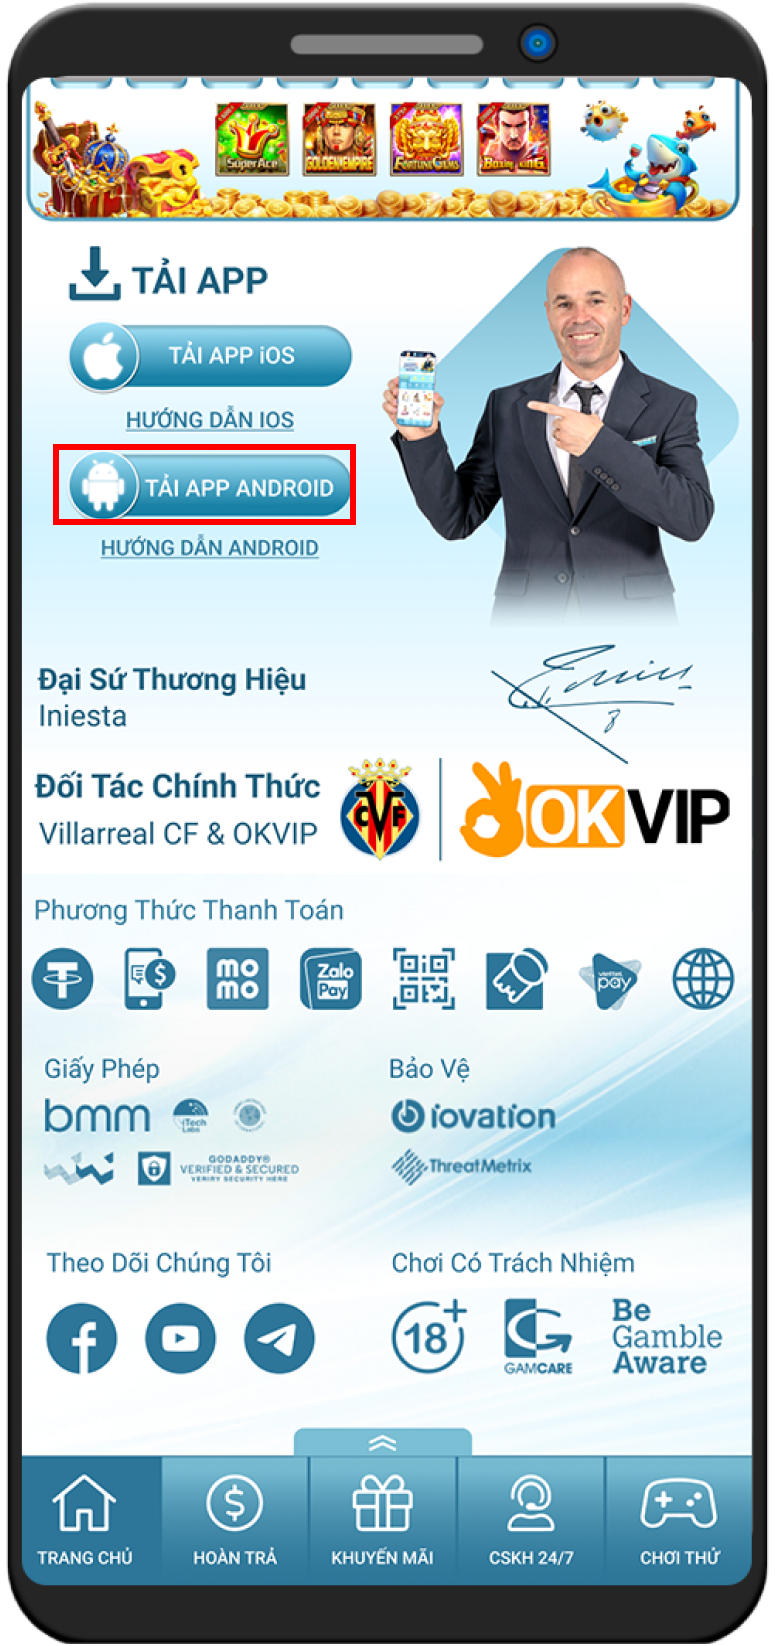 SuperAce
GOLDEN EMPIRE
FORTUNE GEMS
Boxing KING
TẢI APP
TẢI APP iOS
HƯỚNG DẪN IOS
TẢI APP ANDROID
HƯỚNG DẪN ANDROID
Đại Sứ Thương Hiệu
Iniesta
Đối Tác Chính Thức
Villarreal CF & OKVIP
CVF
OKVIP
Phương Thức Thanh Toán
mo
mo
Zalo
Pay
viettel
pay
Giấy Phép
bmm
iTech
Labs
GODADDY®
VERIFIED & SECURED
VERIRY SECURITY HERE
Bảo Vệ
iovation
ThreatMetrix
Theo Dõi Chúng Tôi
Chơi Có Trách Nhiệm
18+
GAMCARE
Be
Gamble
Aware
TRANG CHỦ
HOÀN TRẢ
KHUYẾN MÃI
CSKH 24/7
CHƠI THỬ